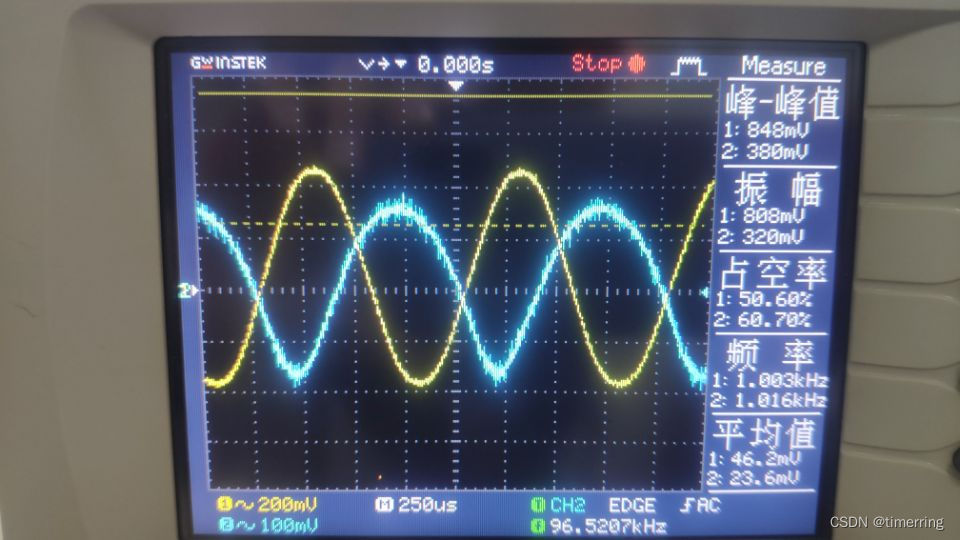 GWINSTEK 0.000s Stop Measure
峰-峰值
1: 848mV
2: 380mV
振 幅
1: 808mV
2: 320mV
占空率
1: 50.60%
2: 60.70%
频 率
1: 1.003kHz
2: 1.016kHz
平均值
1: 46.2mV
2: 23.6mV
2
1 200mV M 250us T CH2 EDGE AC
2 100mV F 96.5207kHz
CSDN @timerring